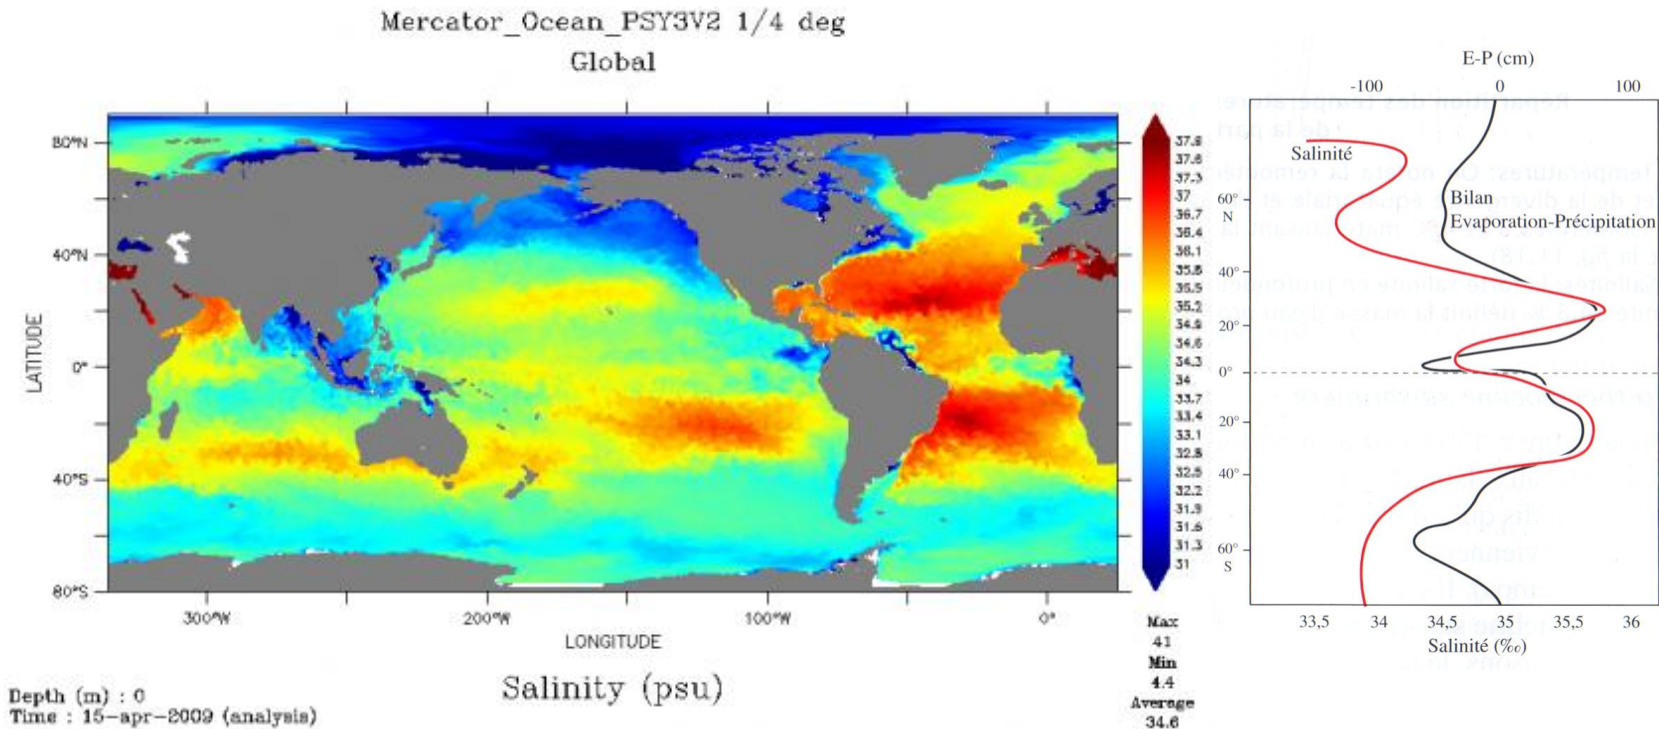 Mercator_Ocean_PSY3V2 1/4 deg
Global
80°N
40°N
0°
40°S
80°S
LATITUDE
300°W
200°W
100°W
0°
LONGITUDE
Salinity (psu)
Depth (m) : 0
Time : 15-apr-2009 (analysis)
37.9
37.6
37.3
37
36.7
36.4
36.1
35.8
35.5
35.2
34.9
34.6
34.3
34
33.7
33.4
33.1
32.8
32.5
32.2
31.9
31.6
31.3
31
Max
41
Min
4.4
Average
34.6
E-P (cm)
-100
0
100
Salinité
Bilan
Evaporation-Précipitation
60°
N
40°
20°
0°
20°
40°
60°
S
33,5
34
34,5
35
35,5
36
Salinité (‰)